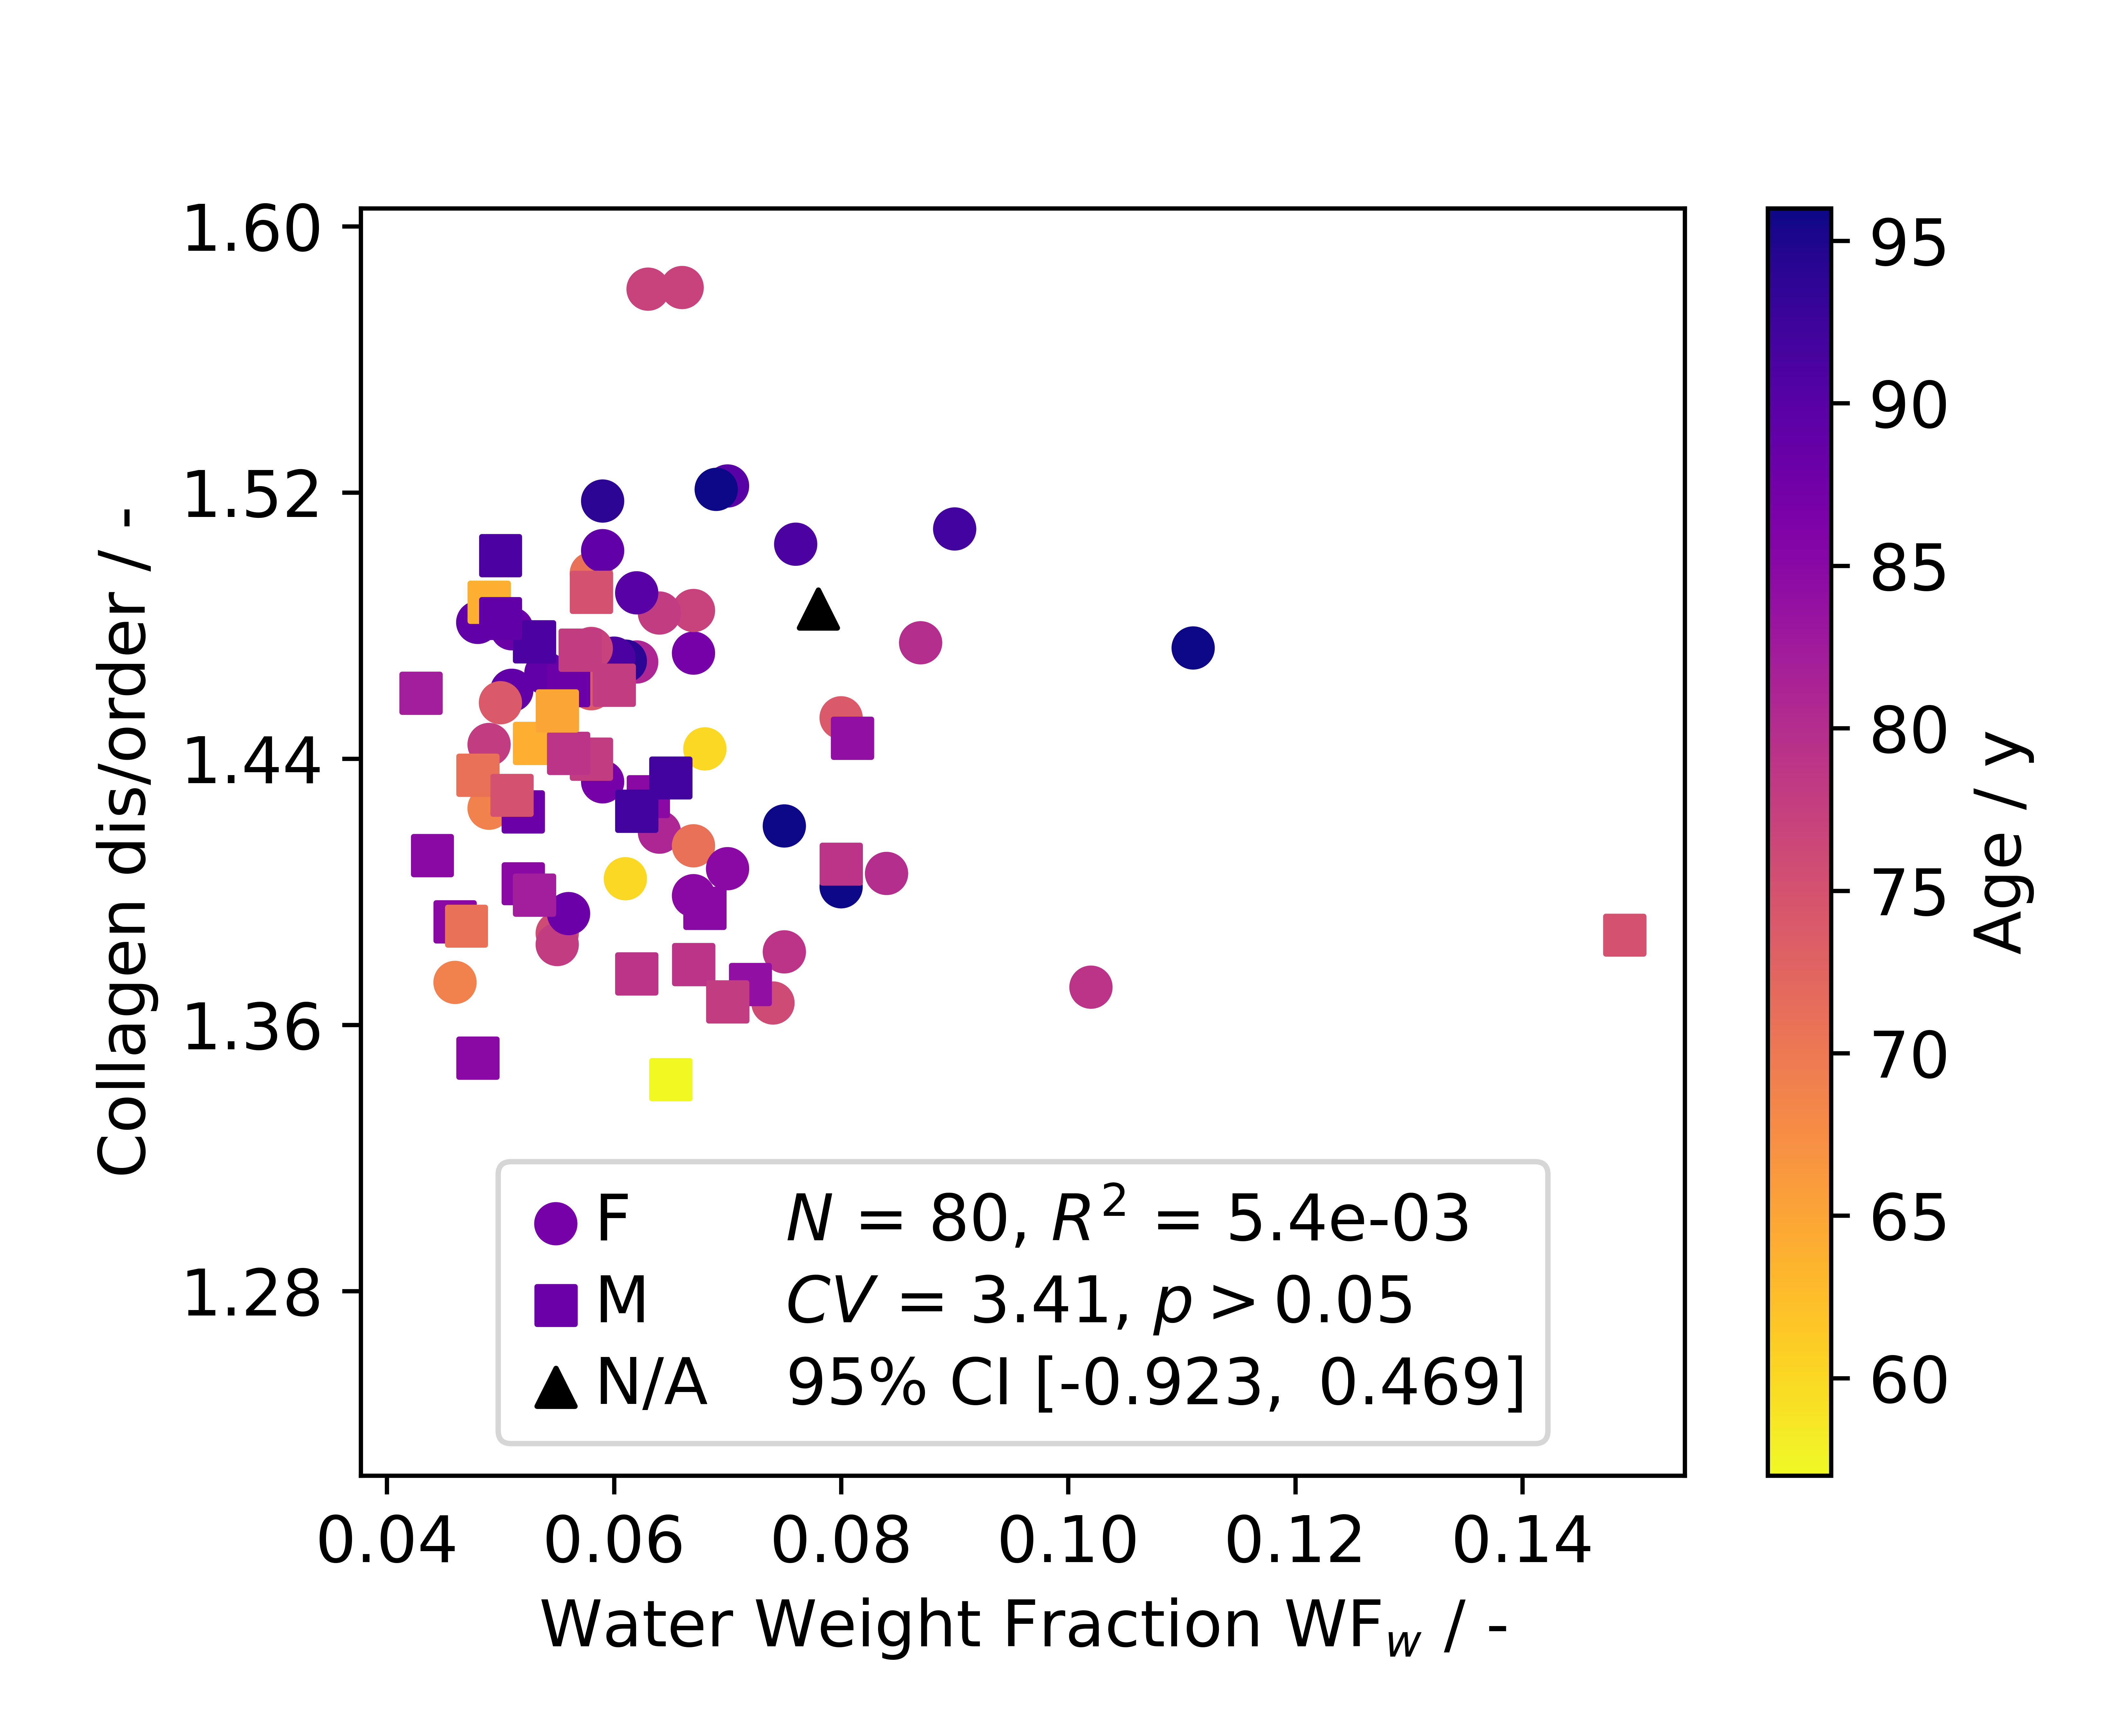 1.60
1.52
1.44
1.36
1.28
Collagen dis/order / -
0.04 0.06 0.08 0.10 0.12 0.14
Water Weight Fraction WF_w / -
F N = 80, R² = 5.4e-03
M CV = 3.41, p > 0.05
N/A 95% CI [-0.923, 0.469]
95
90
85
80
75
70
65
60
Age / y